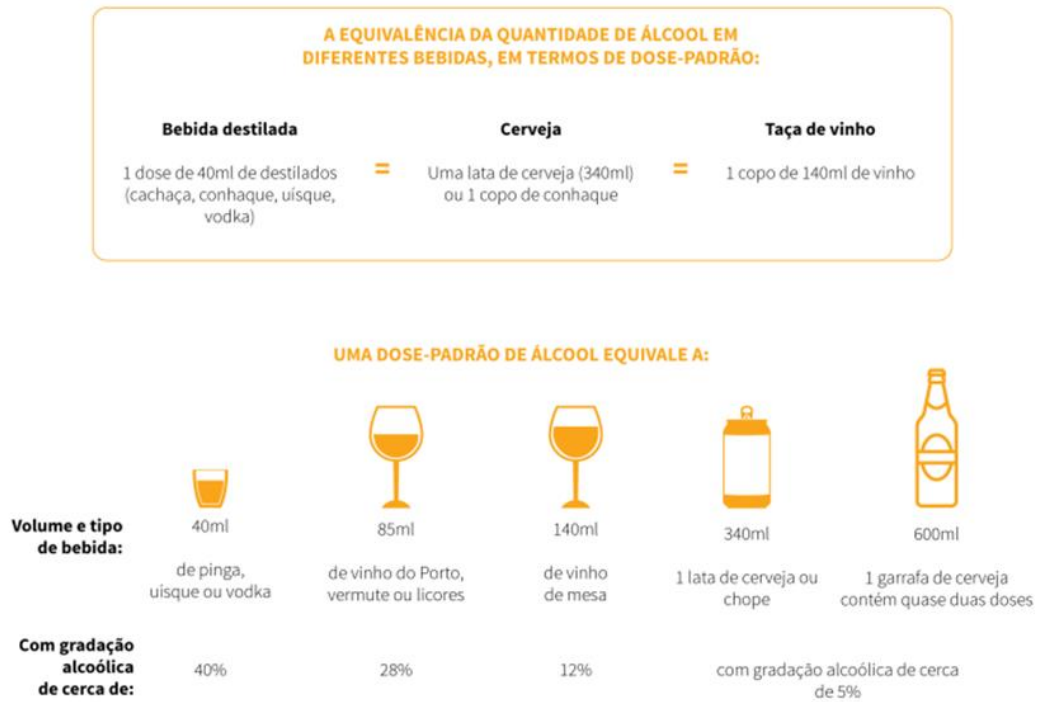 A EQUIVALÊNCIA DA QUANTIDADE DE ÁLCOOL EM
DIFERENTES BEBIDAS, EM TERMOS DE DOSE-PADRÃO:
Bebida destilada
1 dose de 40ml de destilados
(cachaça, conhaque, uísque,
vodka)
=
Cerveja
Uma lata de cerveja (340ml)
ou 1 copo de conhaque
=
Taça de vinho
1 copo de 140ml de vinho
UMA DOSE-PADRÃO DE ÁLCOOL EQUIVALE A:
Volume e tipo
de bebida:
40ml
de pinga,
uísque ou vodka
85ml
de vinho do Porto,
vermute ou licores
140ml
de vinho
de mesa
340ml
1 lata de cerveja ou
chope
600ml
1 garrafa de cerveja
contém quase duas doses
Com gradação
alcoólica
de cerca de:
40%
28%
12%
com gradação alcoólica de cerca
de 5%